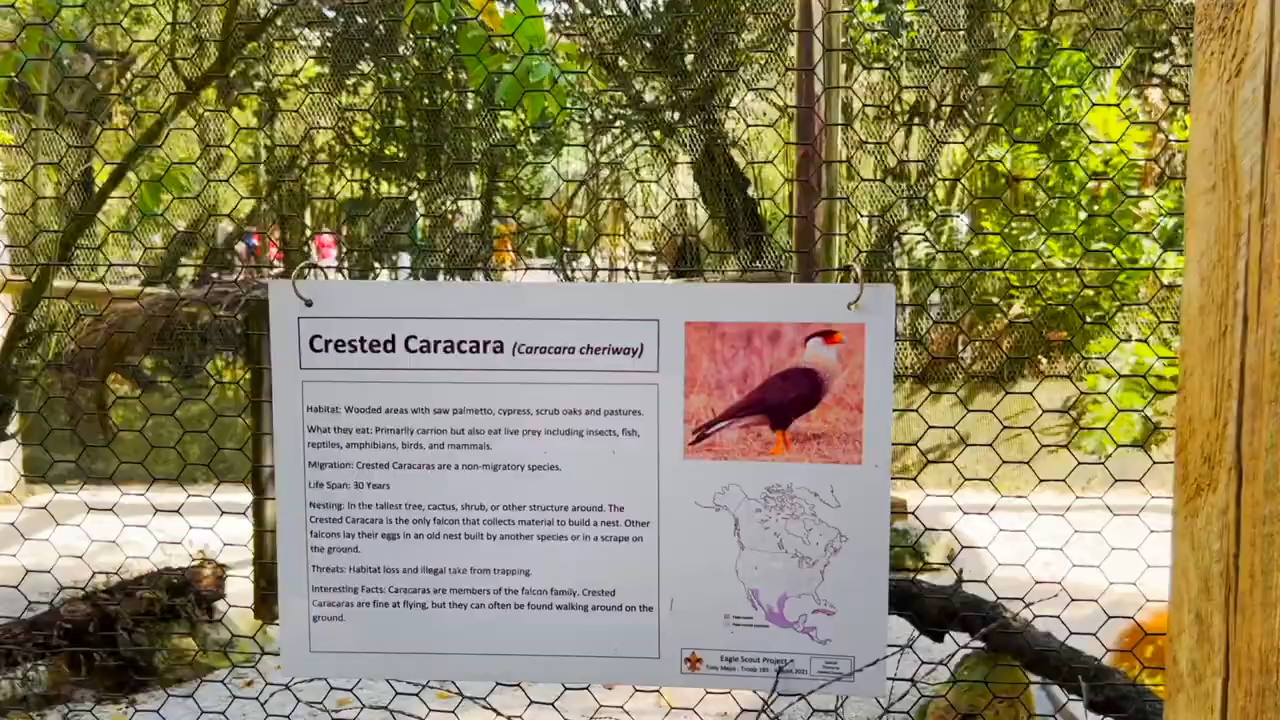 Crested Caracara (Caracara cheriway)
Habitat: Wooded areas with saw palmetto, cypress, scrub oaks and pastures.
What they eat: Primarily carrion but also eat live prey including insects, fish,
reptiles, amphibians, birds, and mammals.
Migration: Crested Caracaras are a non-migratory species.
Life Span: 30 Years
Nesting: In the tallest tree, cactus, shrub, or other structure around. The
Crested Caracara is the only falcon that collects material to build a nest. Other
falcons lay their eggs in an old nest built by another species or in a scrape on
the ground.
Threats: Habitat loss and illegal take from trapping.
Interesting Facts: Caracaras are members of the falcon family. Crested
Caracaras are fine at flying, but they can often be found walking around on the
ground.
Eagle Scout Project
Troop 2021